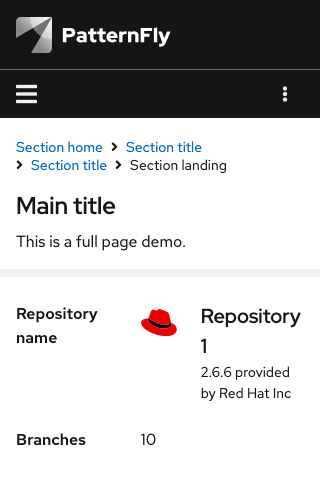 PatternFly
Section home Section title
Section title Section landing
Main title
This is a full page demo.
Repository name
Repository 1
2.6.6 provided
by Red Hat Inc
Branches 10